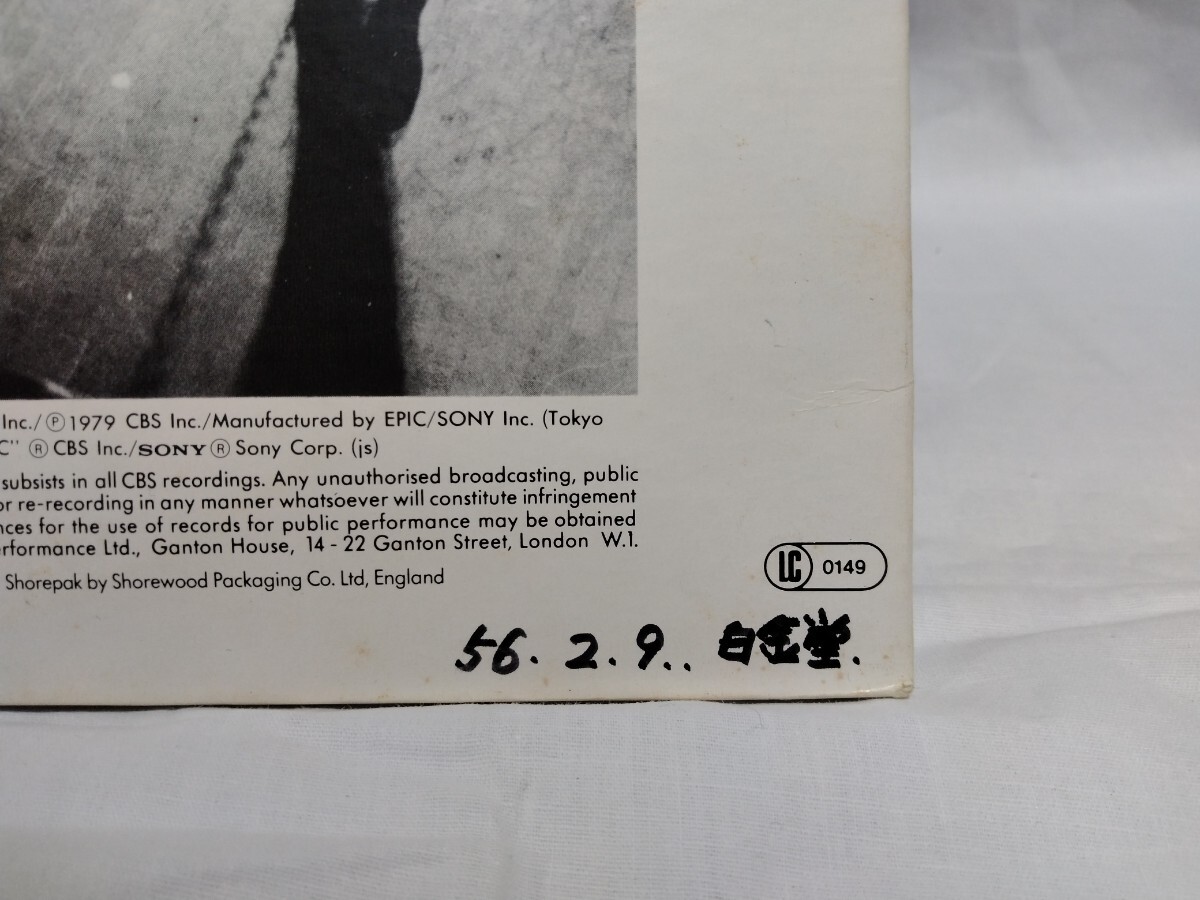 Inc./Ⓟ1979 CBS Inc./Manufactured by EPIC/SONY Inc. (Tokyo
C" ® CBS Inc./SONY® Sony Corp. (js)
subsists in all CBS recordings. Any unauthorised broadcasting, public
or re-recording in any manner whatsoever will constitute infringement
nces for the use of records for public performance may be obtained
erformance Ltd., Ganton House, 14-22 Ganton Street, London W.1.
Shorepak by Shorewood Packaging Co. Ltd, England
LC 0149
56. 2. 9.. 白金堂.